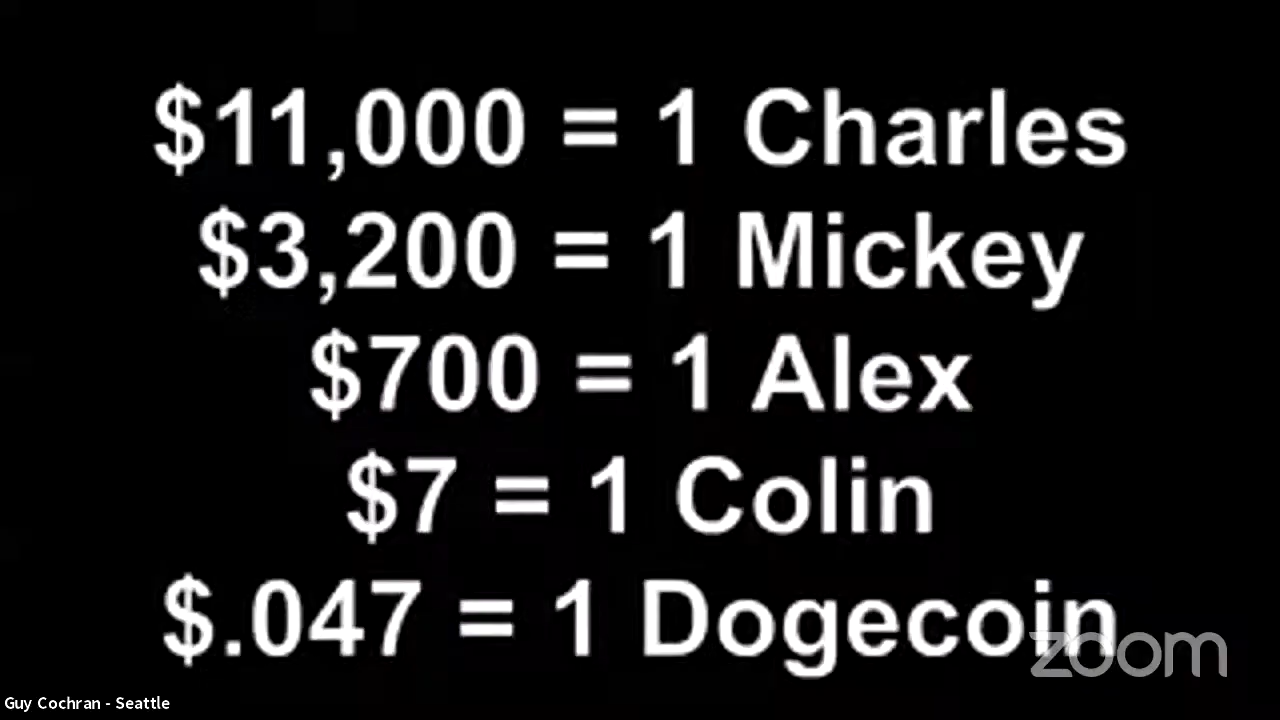 $11,000 = 1 Charles
$3,200 = 1 Mickey
$700 = 1 Alex
$7 = 1 Colin
$.047 = 1 Dogecoin
zoom
Guy Cochran - Seattle